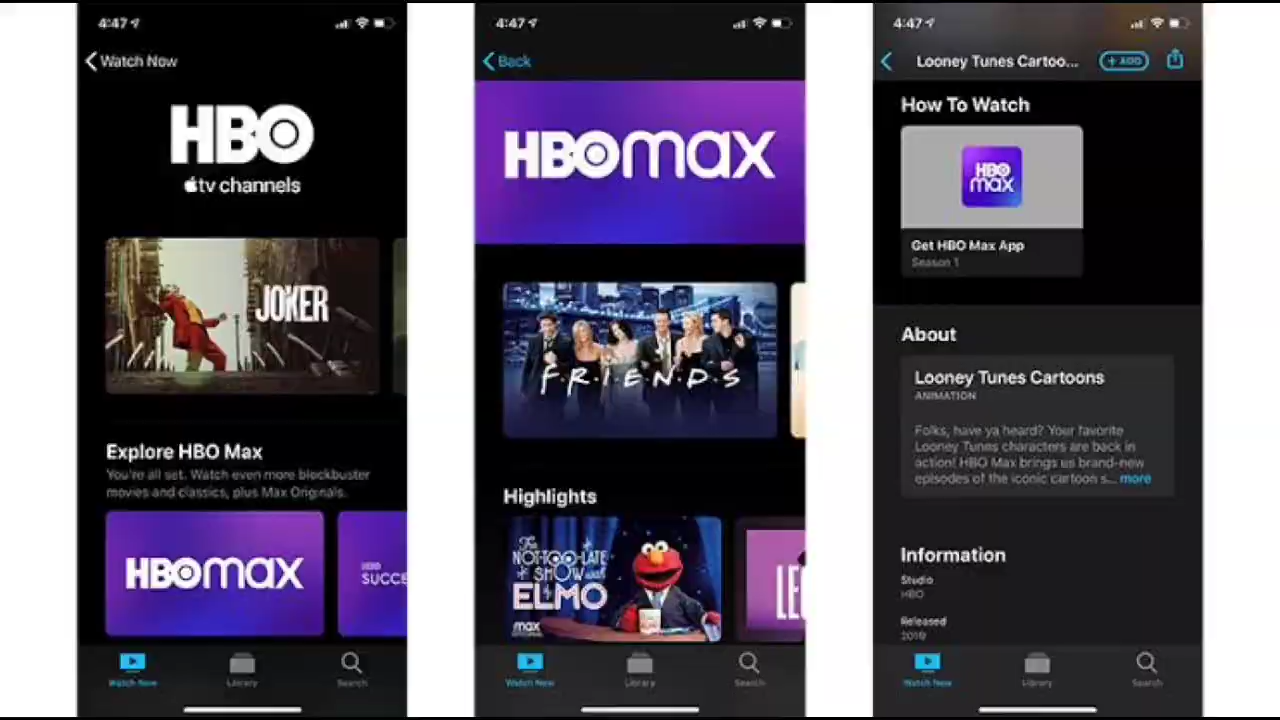 4:47
Watch Now
HBO
tv channels
JOKER
Explore HBO Max
You're all set. Watch even more blockbuster
movies and classics, plus Max Originals.
HBOmax
HBO
SUCCE
Watch Now
Library
Search
4:47
Back
HBOmax
F·R·I·E·N·D·S
Highlights
The
NOT-TOO-LATE
SHOW with
ELMO
max
LE
Watch Now
Library
Search
4:47
Looney Tunes Cartoo...
+ ADD
How To Watch
HBO
max
Get HBO Max App
Season 1
About
Looney Tunes Cartoons
ANIMATION
Folks, have ya heard? Your favorite
Looney Tunes characters are back in
action! HBO Max brings us brand-new
episodes of the iconic cartoon s... more
Information
Studio
HBO
Released
2019
Watch Now
Library
Search